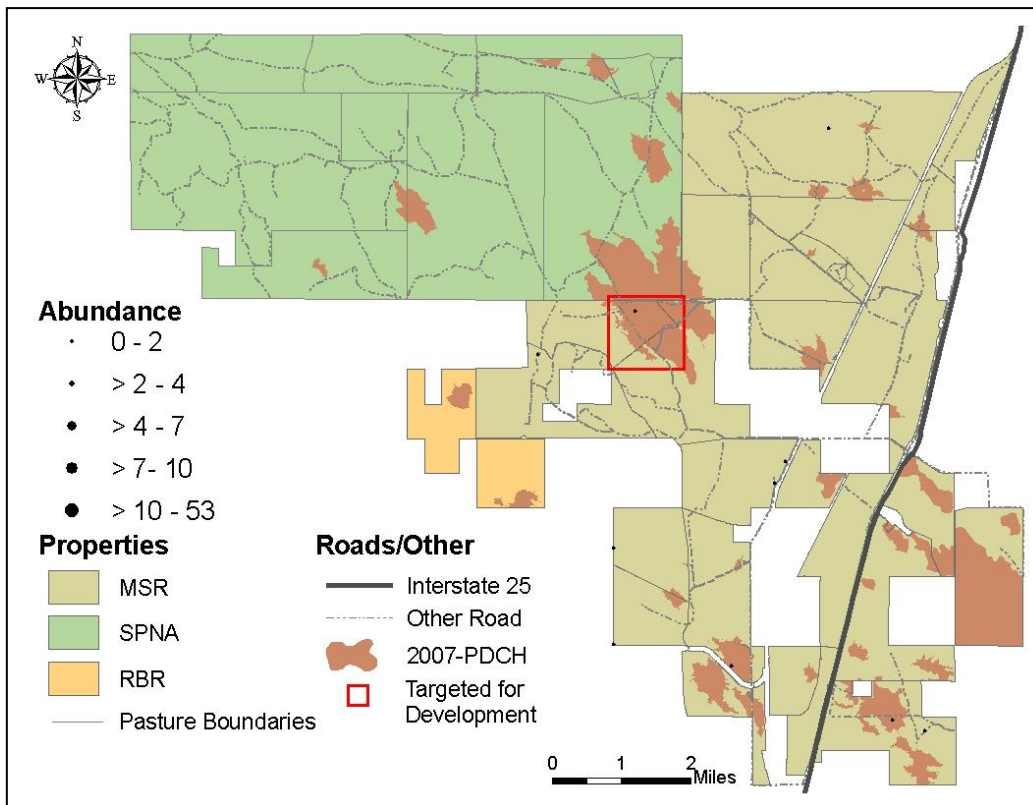 N
W E
S
Abundance
0 - 2
> 2 - 4
> 4 - 7
> 7- 10
> 10 - 53
Properties
MSR
SPNA
RBR
Pasture Boundaries
Roads/Other
Interstate 25
Other Road
2007-PDCH
Targeted for
Development
0 1 2
Miles